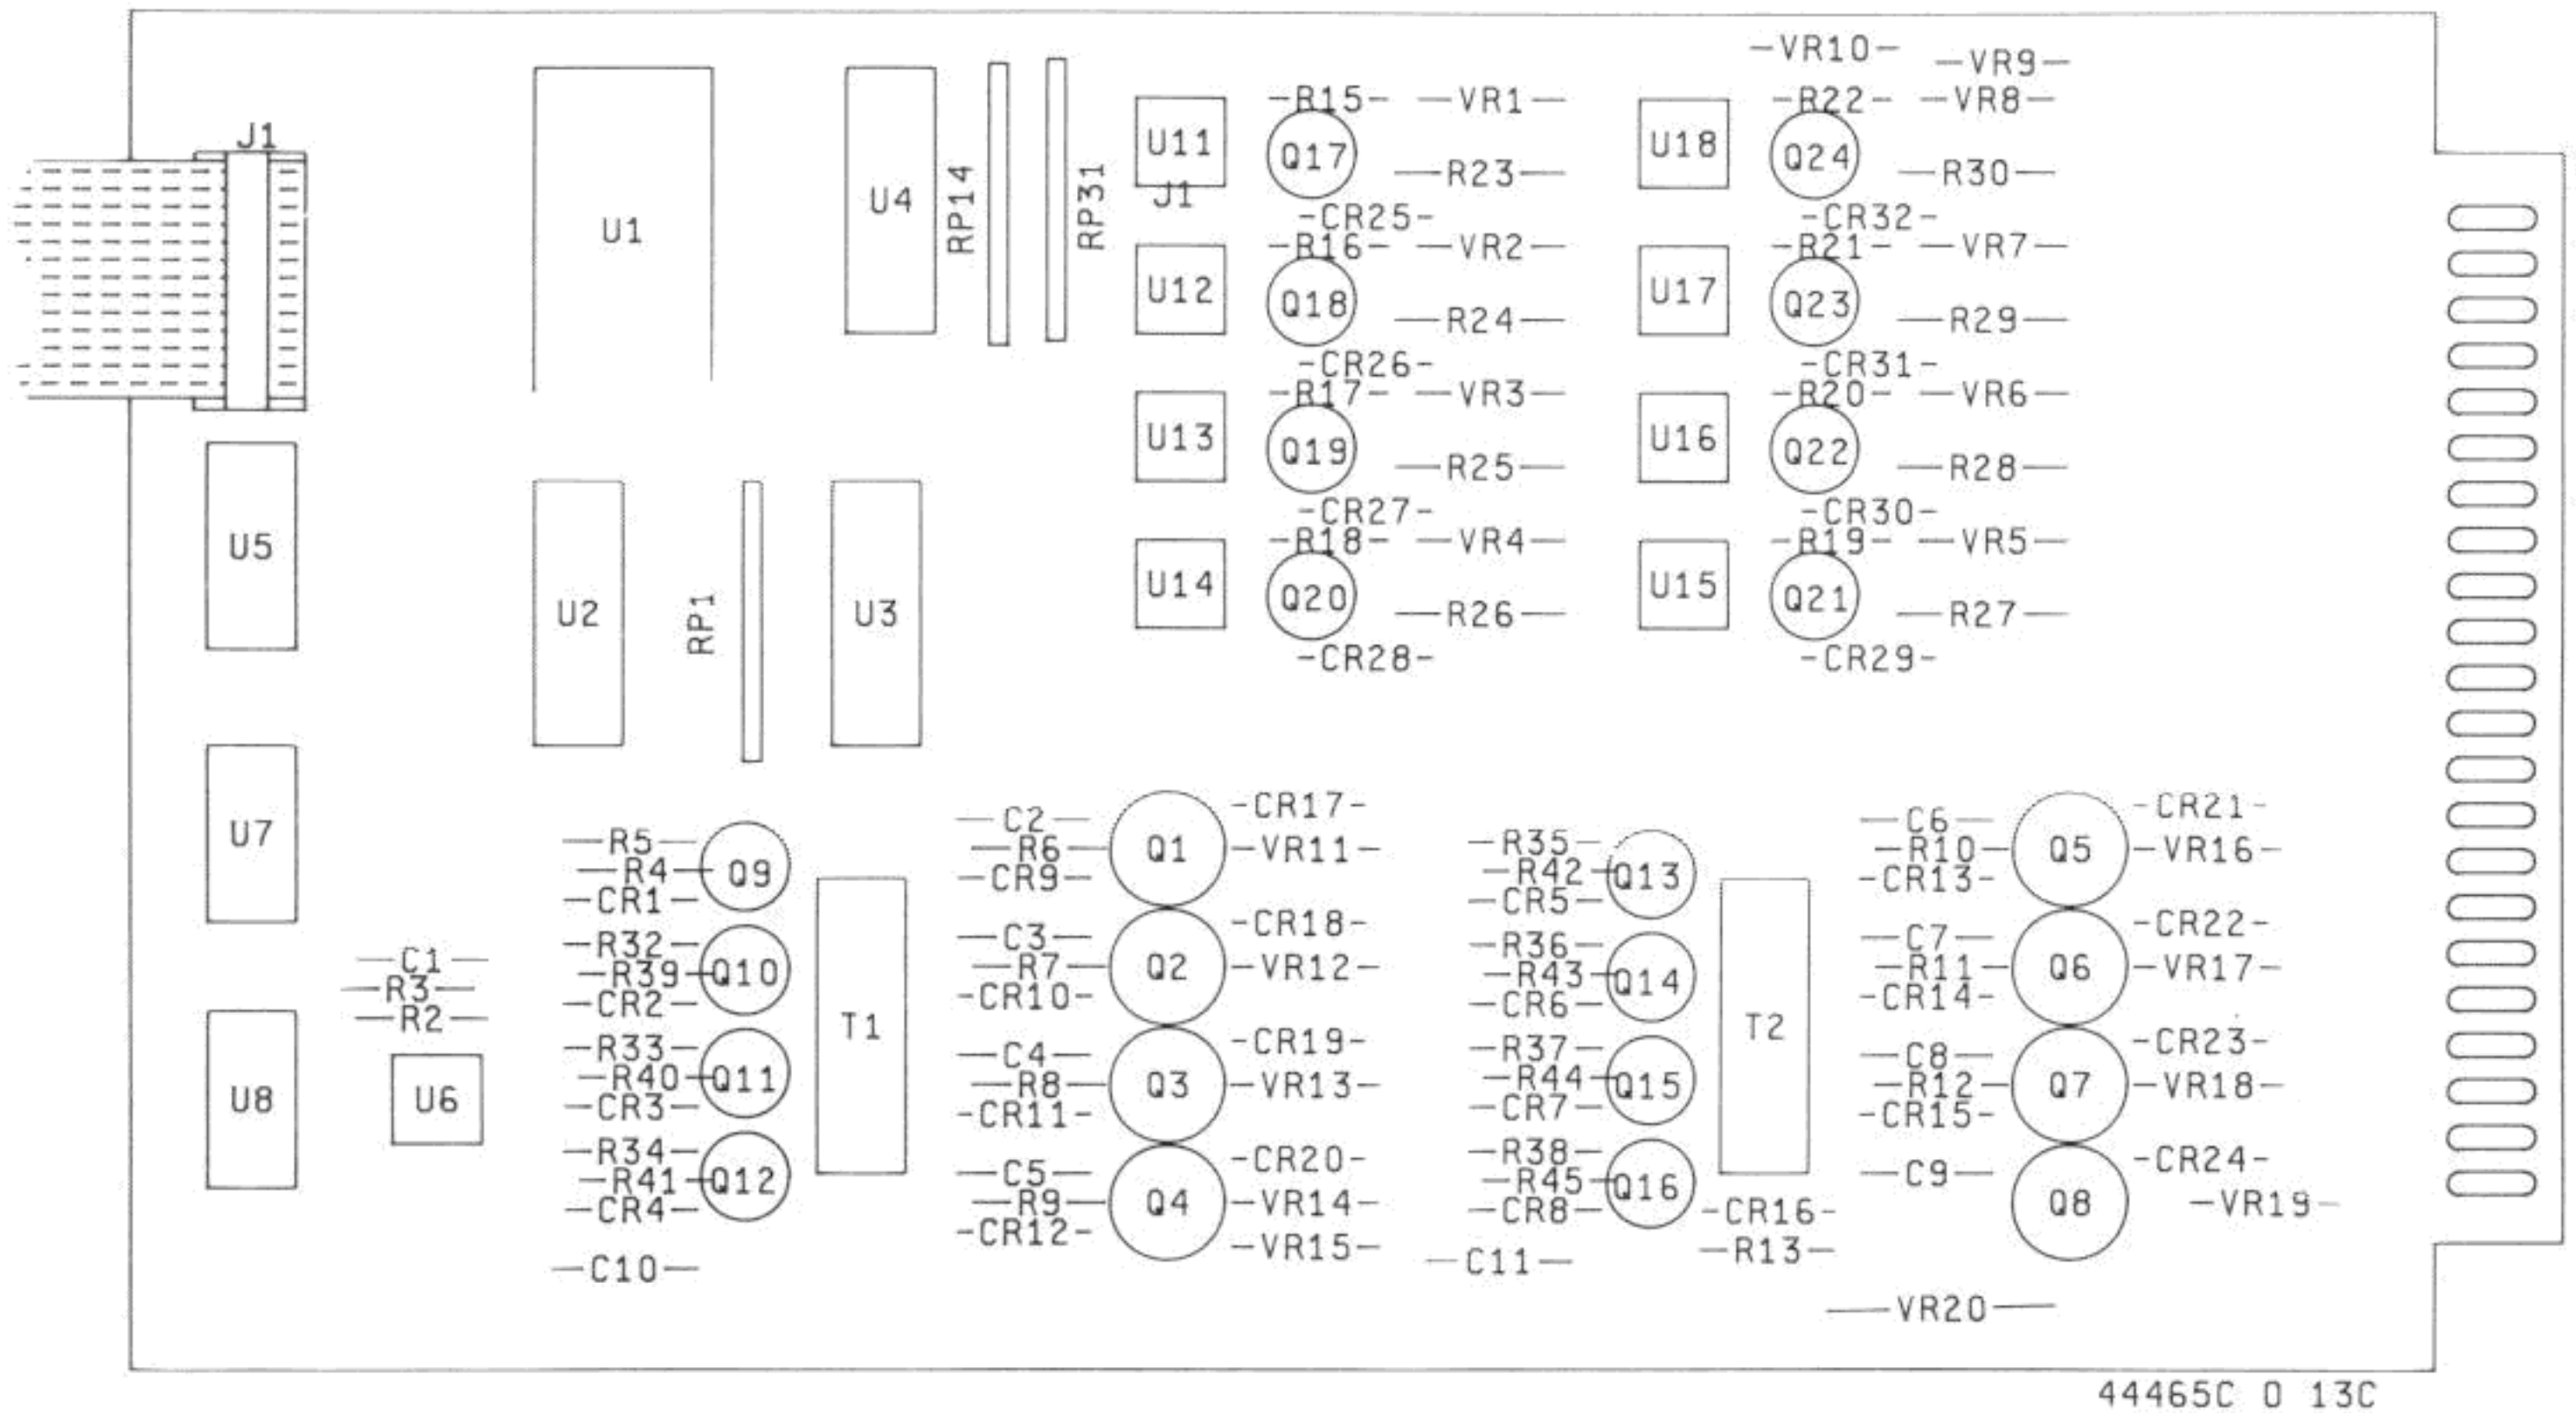 VR10
VR9
R15 VR1 R22 VR8
J1
U11 Q17 U18 Q24
R23 R30
J1
U4
RP14
RP31
U1
CR25 CR32
R16 VR2 R21 VR7
U12 Q18 U17 Q23
R24 R29
CR26 CR31
R17 VR3 R20 VR6
U13 Q19 U16 Q22
R25 R28
CR27 CR30
R18 VR4 R19 VR5
U5
U14 Q20 U15 Q21
U2 RP1 U3 R26 R27
CR28 CR29
CR17 CR21
C2 C6
U7 R5 R35
R6 Q1 VR11 R10 Q5 VR16
R4 Q9 R42 Q13
CR9 CR13
CR1 CR5
CR18 CR22
C3 C7
R32 R36
C1 R7 Q2 VR12 R11 Q6 VR17
R39 Q10 R43 Q14
R3 CR10 CR14
CR2 CR6
R2 T1 T2
CR19 CR23
R33 C4 R37 C8
R40 Q11 R8 Q3 VR13 R44 Q15 R12 Q7 VR18
U8 U6 CR3 CR11 CR7 CR15
R34 CR20 R38 CR24
C5 C9
R41 Q12 R45 Q16
R9 Q4 VR14 Q8 VR19
CR4 CR8 CR16
CR12
VR15 R13
C10 C11
VR20
44465C 0 13C